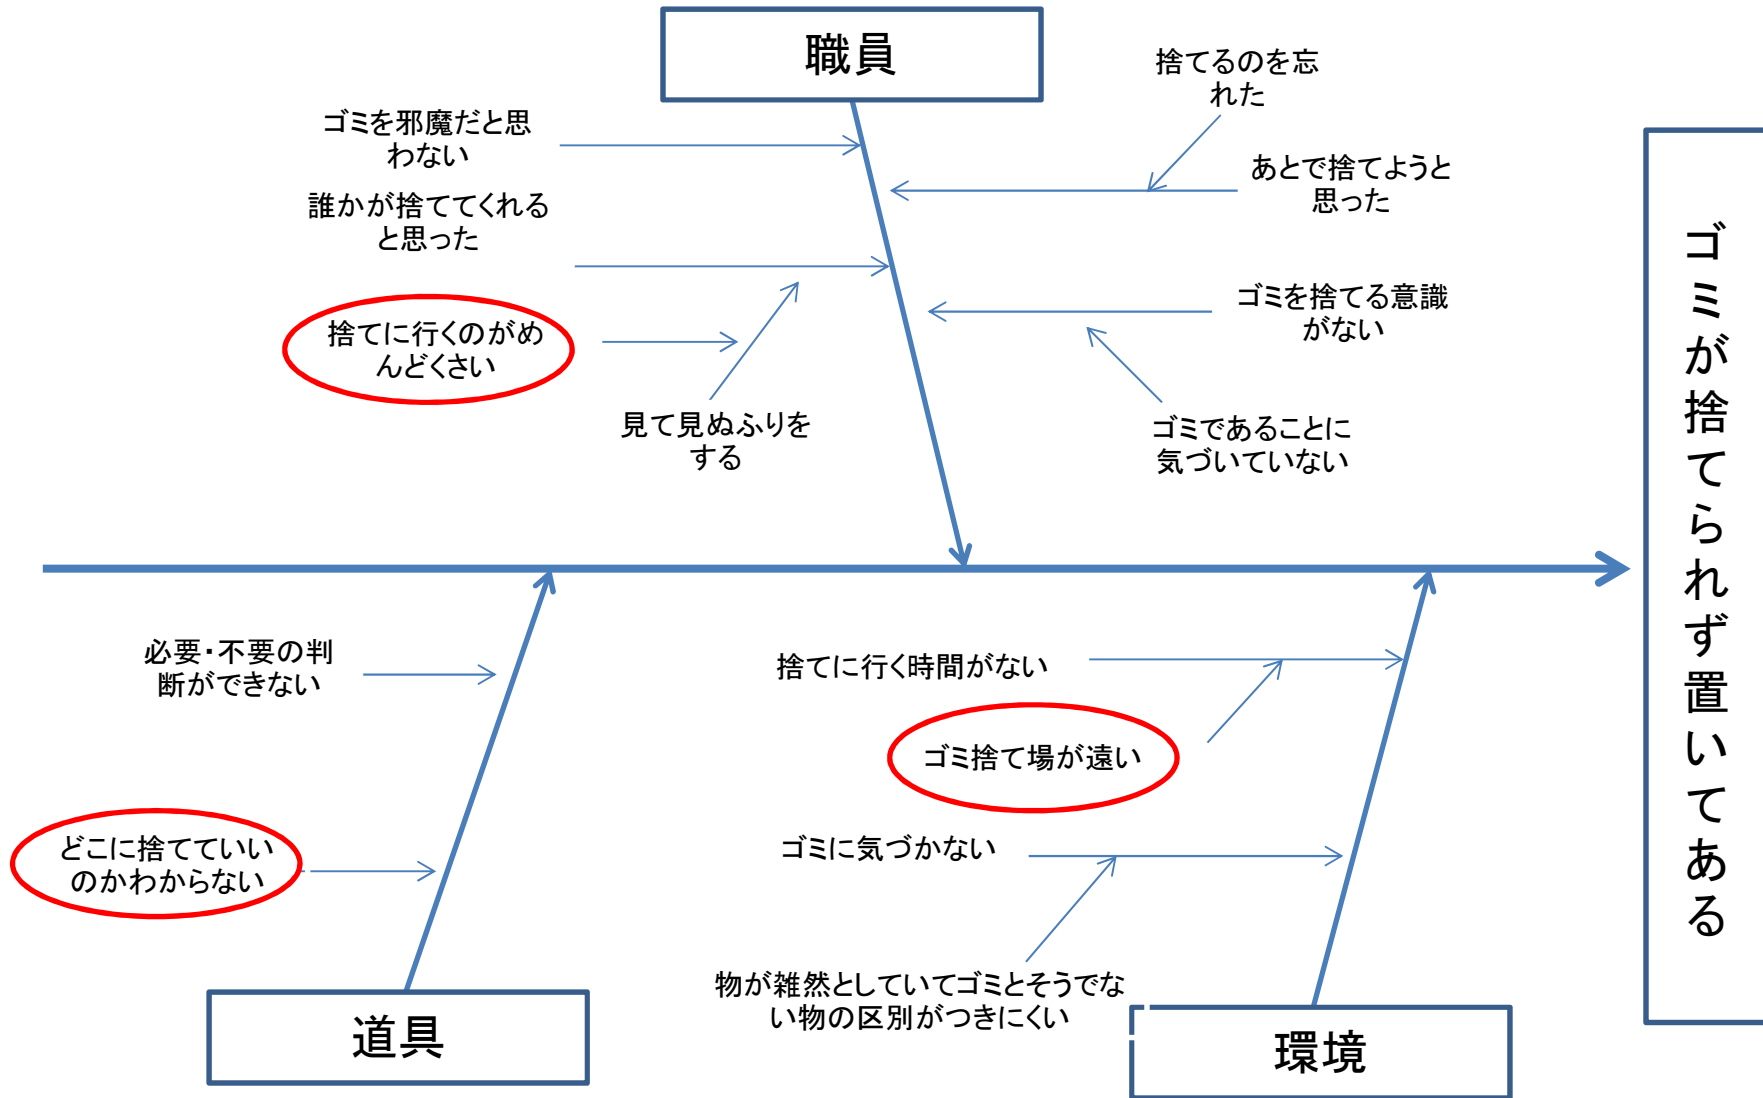 職員
捨てるのを忘
れた
ゴミを邪魔だと思
わない
あとで捨てようと
思った
誰かが捨ててくれる
と思った
ゴミを捨てる意識
がない
捨てに行くのがめ
んどくさい
見て見ぬふりを
する
ゴミであることに
気づいていない
ゴミが捨てられず置いてある
必要・不要の判
断ができない
捨てに行く時間がない
ゴミ捨て場が遠い
どこに捨てていい
のかわからない
ゴミに気づかない
物が雑然としていてゴミとそうでな
い物の区別がつきにくい
道具
環境